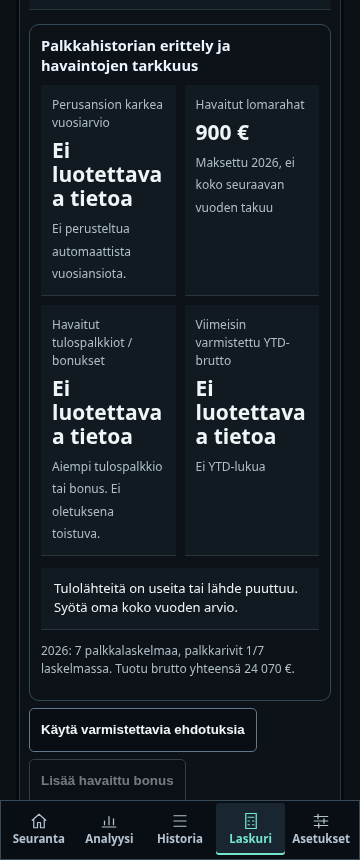 Palkkahistorian erittely ja
havaintojen tarkkuus
Perusansion karkea
vuosiarvio
Ei
luotettava
a tietoa
Ei perusteltua
automaattista
vuosiansiota.
Havaitut lomarahat
900 €
Maksettu 2026, ei
koko seuraavan
vuoden takuu
Havaitut
tulospalkkiot /
bonukset
Ei
luotettava
a tietoa
Aiempi tulospalkkio
tai bonus. Ei
oletuksena
toistuva.
Viimeisin
varmistettu YTD-
brutto
Ei
luotettava
a tietoa
Ei YTD-lukua
Tulolähteitä on useita tai lähde puuttuu.
Syötä oma koko vuoden arvio.
2026: 7 palkkalaskelmaa, palkkarivit 1/7
laskelmassa. Tuotu brutto yhteensä 24 070 €.
Käytä varmistettavia ehdotuksia
Lisää havaittu bonus
Seuranta
Analyysi
Historia
Laskuri
Asetukset